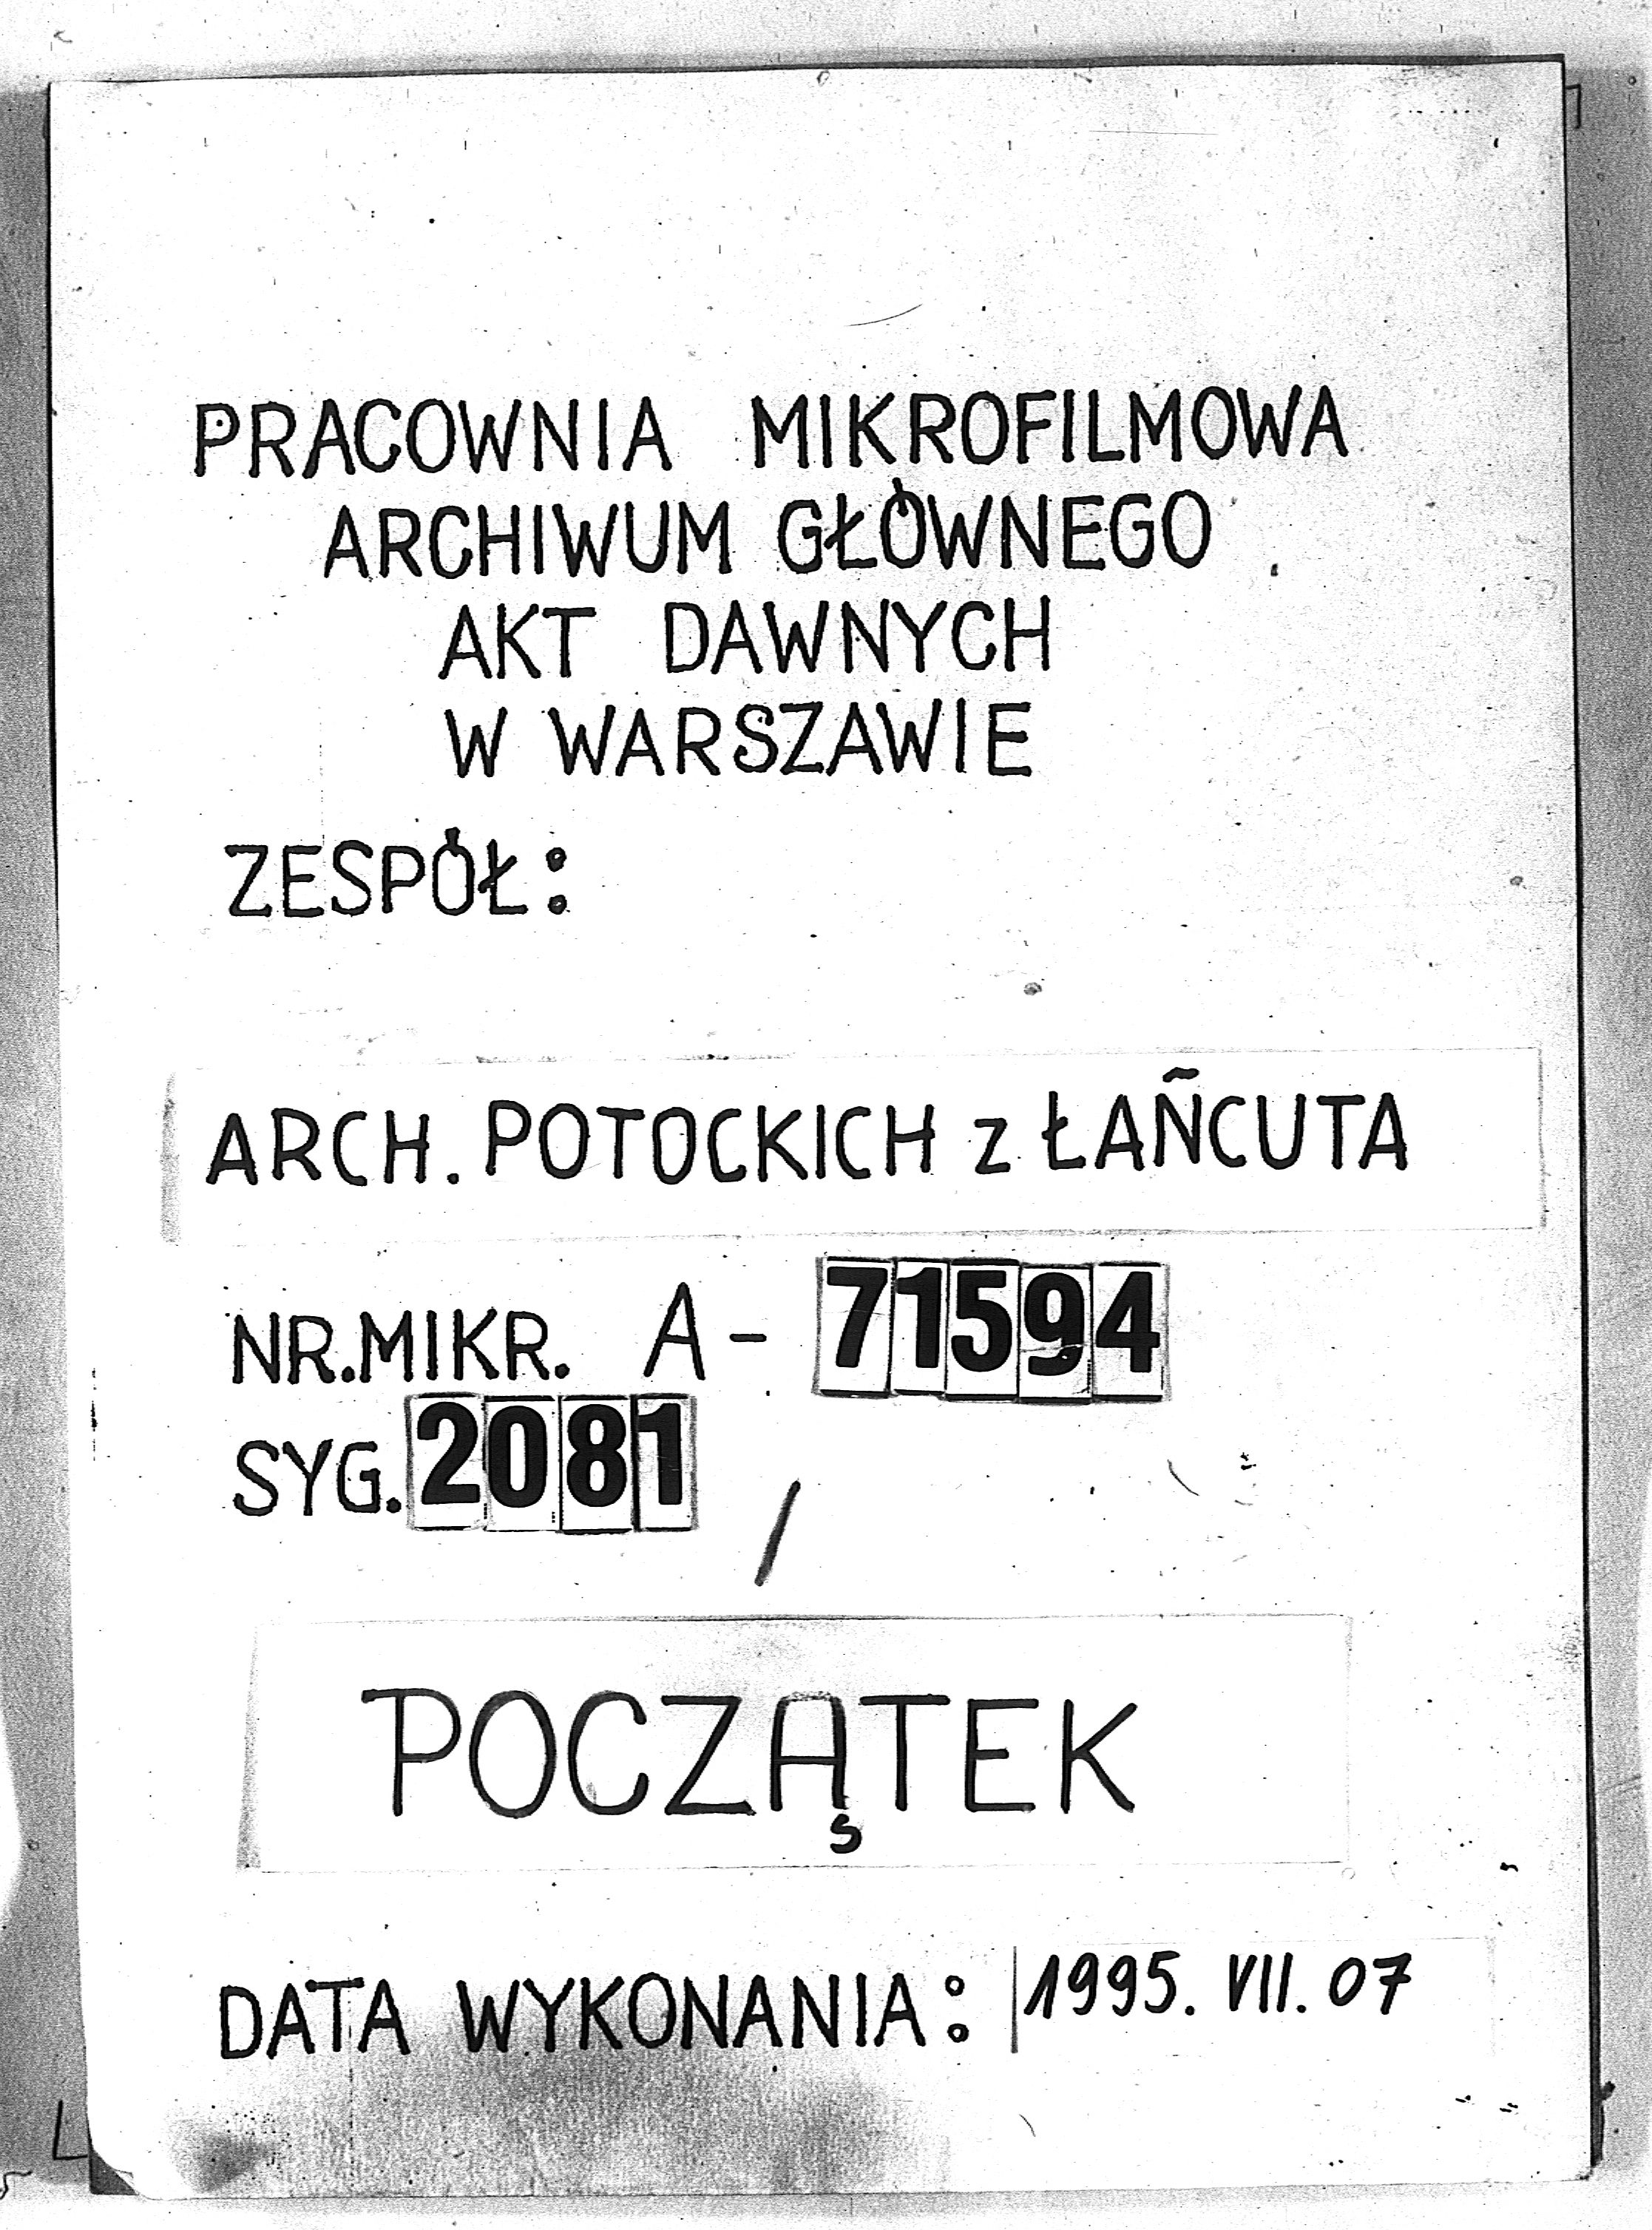 PRACOWNIA MIKROFILMOWA
ARCHIWUM GŁÓWNEGO
AKT DAWNYCH
W WARSZAWIE
ZESPÓŁ:
ARCH. POTOCKICH z ŁAŃCUTA
NR.MIKR. A- 71594
SYG. 2081 /
POCZĄTEK
DATA WYKONANIA: 1995. VII. 07